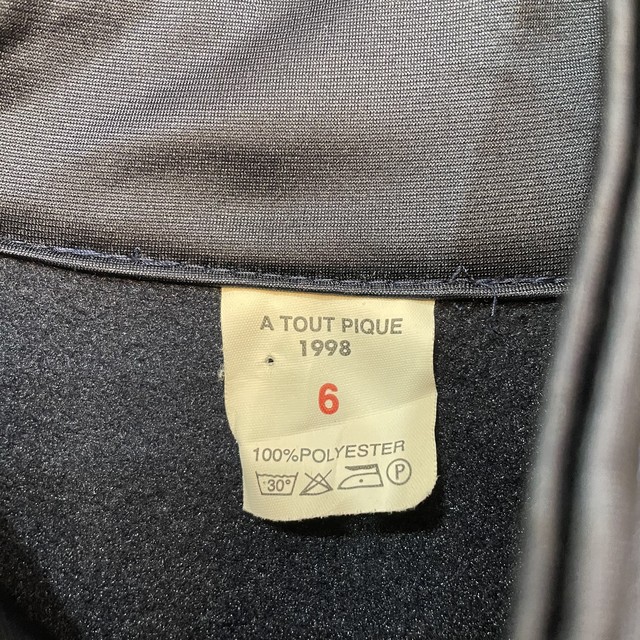 A TOUT PIQUE
1998
6
100%POLYESTER
30°
P